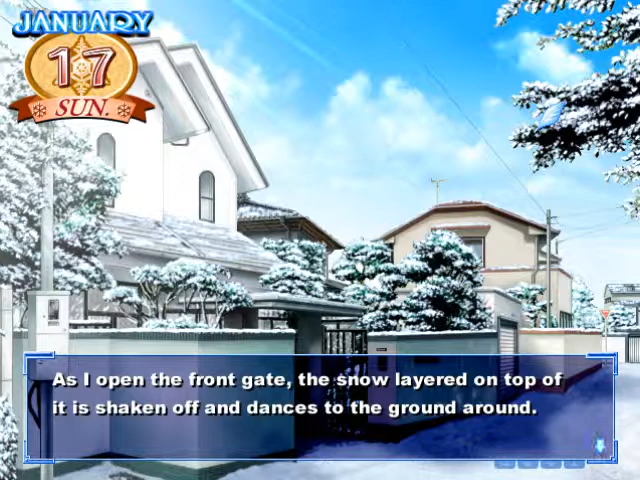 JANUARY
17
SUN.
As I open the front gate, the snow layered on top of
it is shaken off and dances to the ground around.